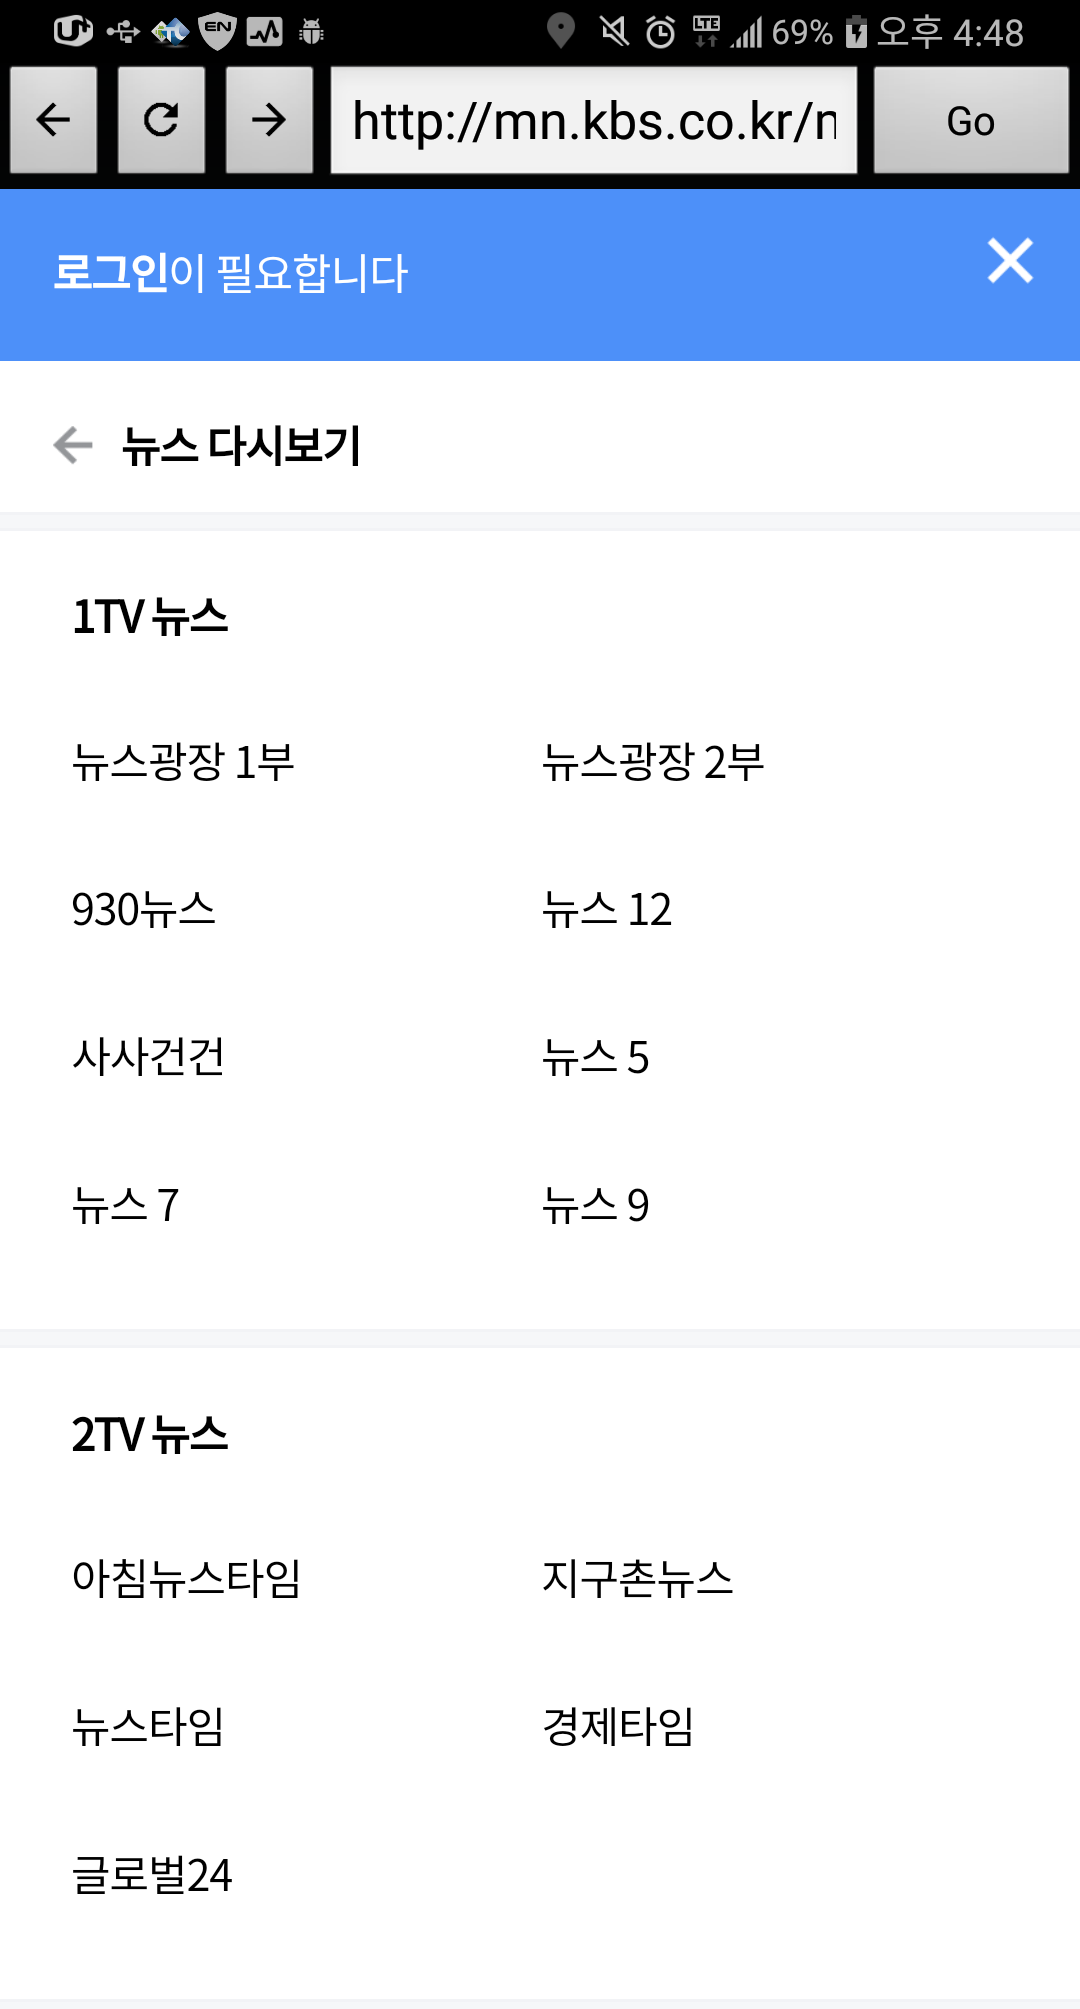 EN LTE 69% 오후 4:48
http://mn.kbs.co.kr/n Go
로그인이 필요합니다
뉴스 다시보기
1TV 뉴스
뉴스광장 1부 뉴스광장 2부
930뉴스 뉴스 12
사사건건 뉴스 5
뉴스 7 뉴스 9
2TV 뉴스
아침뉴스타임 지구촌뉴스
뉴스타임 경제타임
글로벌24